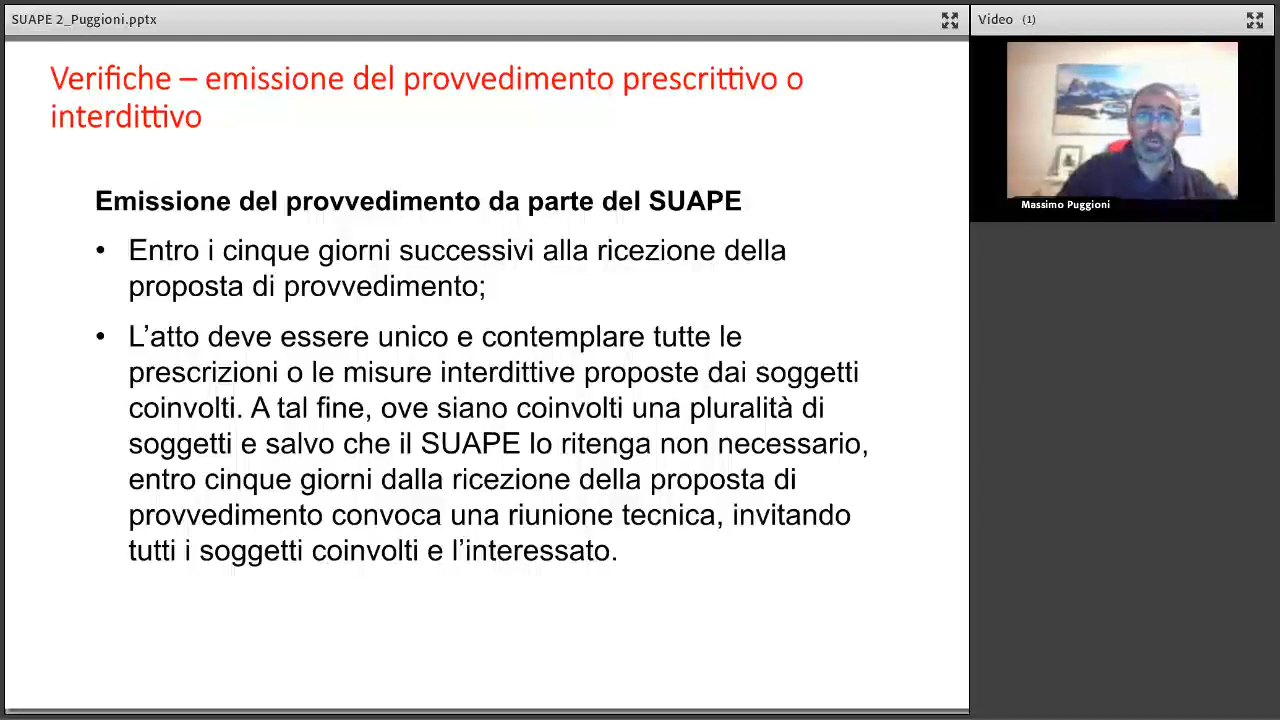 SUAPE 2_Puggioni.pptx
Video (1)
Verifiche – emissione del provvedimento prescrittivo o
interdittivo
Massimo Puggioni
Emissione del provvedimento da parte del SUAPE
• Entro i cinque giorni successivi alla ricezione della
proposta di provvedimento;
• L’atto deve essere unico e contemplare tutte le
prescrizioni o le misure interdittive proposte dai soggetti
coinvolti. A tal fine, ove siano coinvolti una pluralità di
soggetti e salvo che il SUAPE lo ritenga non necessario,
entro cinque giorni dalla ricezione della proposta di
provvedimento convoca una riunione tecnica, invitando
tutti i soggetti coinvolti e l’interessato.